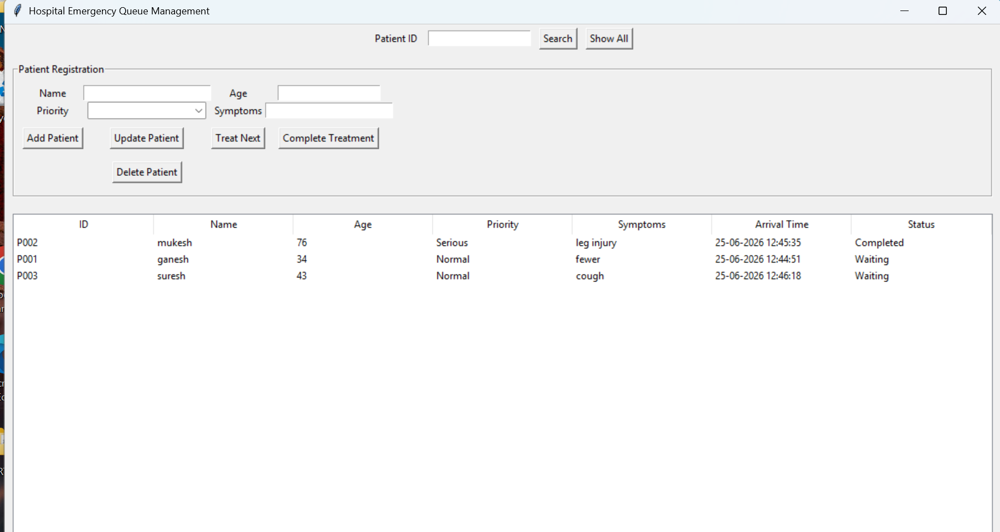 Hospital Emergency Queue Management
Patient ID Search Show All
Patient Registration
Name Age
Priority Symptoms
Add Patient Update Patient Treat Next Complete Treatment
Delete Patient
ID Name Age Priority Symptoms Arrival Time Status
P002 mukesh 76 Serious leg injury 25-06-2026 12:45:35 Completed
P001 ganesh 34 Normal fewer 25-06-2026 12:44:51 Waiting
P003 suresh 43 Normal cough 25-06-2026 12:46:18 Waiting